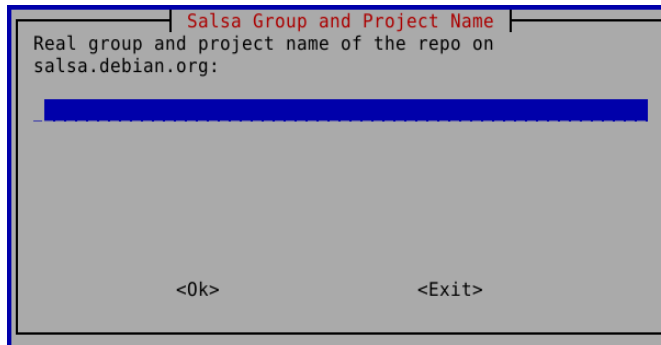 Salsa Group and Project Name
Real group and project name of the repo on
salsa.debian.org:
<Ok> <Exit>